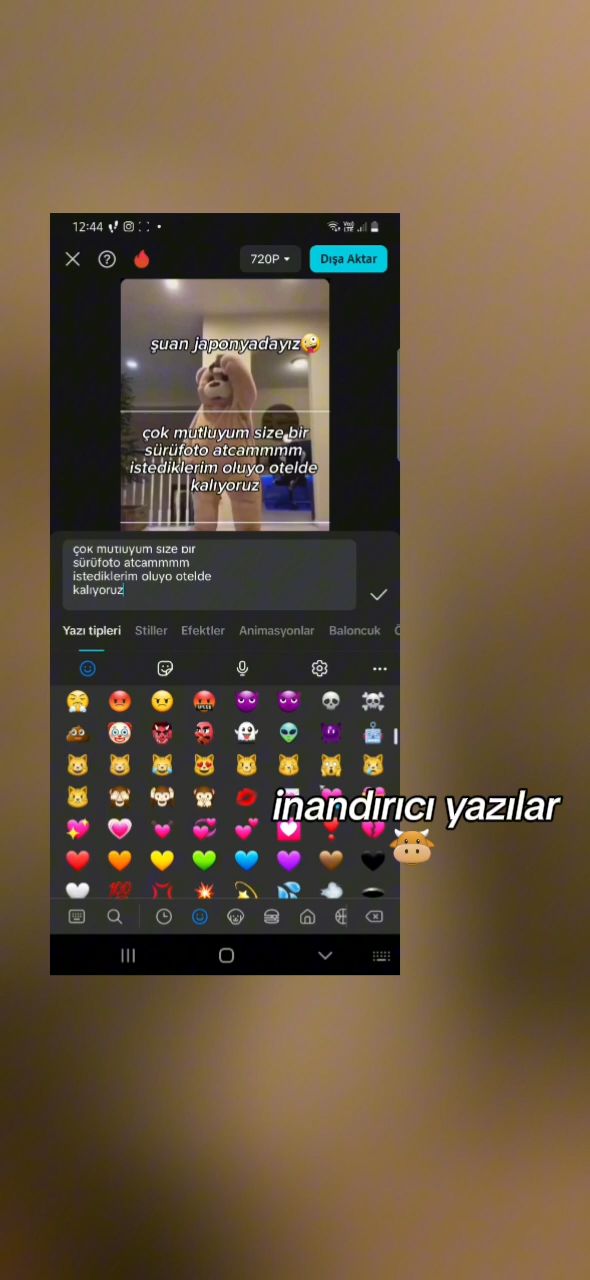 12:44
720P
Dışa Aktar
şuan japonyadayız🤪
çok mutluyum size bir
sürüfoto atcammmm
istediklerim oluyo otelde
kalıyoruz
çok mutluyum size bir
sürüfoto atcammmm
istediklerim oluyo otelde
kalıyoruz
Yazı tipleri Stiller Efektler Animasyonlar Baloncuk
inandırıcı yazılar
🐮